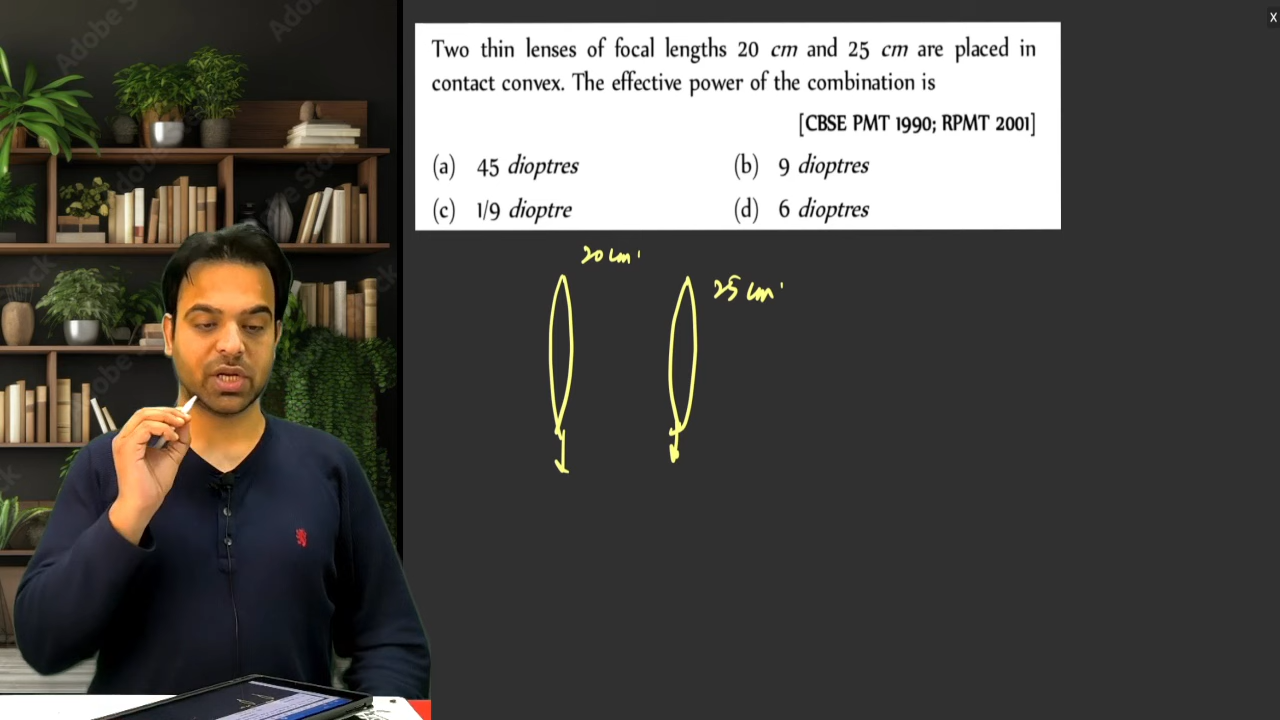 x
Two thin lenses of focal lengths 20 cm and 25 cm are placed in
contact convex. The effective power of the combination is
[CBSE PMT 1990; RPMT 2001]
(a) 45 dioptres (b) 9 dioptres
(c) 1/9 dioptre (d) 6 dioptres
20 cm
25 cm